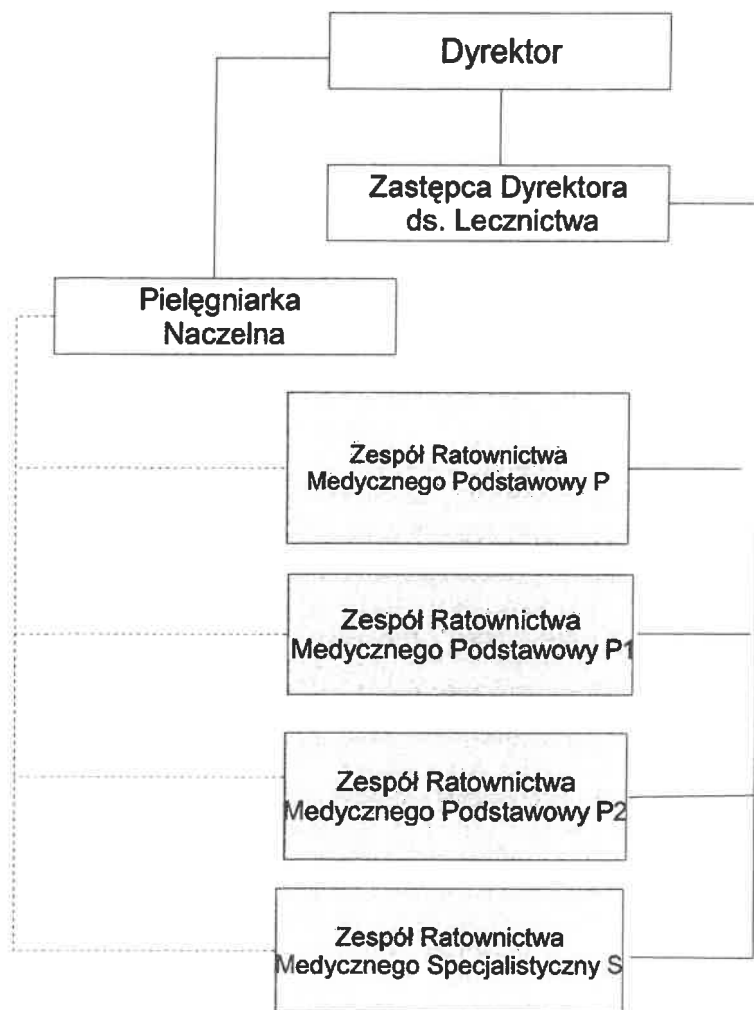 Dyrektor
Zastępca Dyrektora
ds. Lecznictwa
Pielęgniarka
Naczelna
Zespół Ratownictwa
Medycznego Podstawowy P
Zespół Ratownictwa
Medycznego Podstawowy P1
Zespół Ratownictwa
Medycznego Podstawowy P2
Zespół Ratownictwa
Medycznego Specjalistyczny S